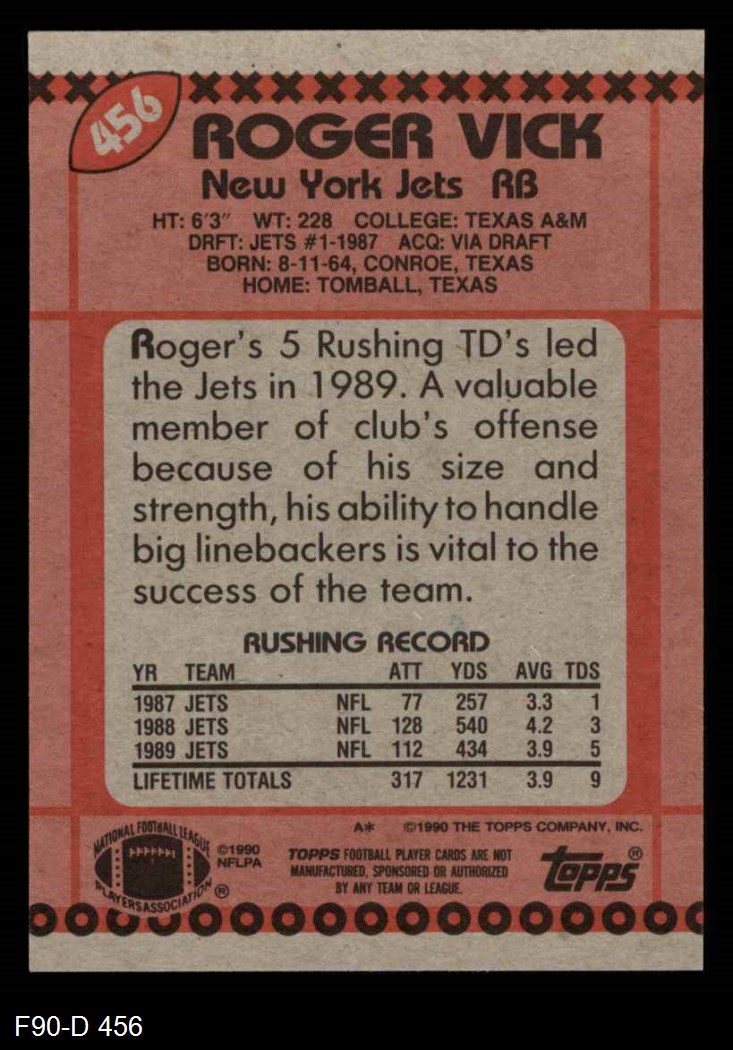 456
ROGER VICK
New York Jets RB
HT: 6'3" WT: 228 COLLEGE: TEXAS A&M
DRFT: JETS #1-1987 ACQ: VIA DRAFT
BORN: 8-11-64, CONROE, TEXAS
HOME: TOMBALL, TEXAS
Roger's 5 Rushing TD's led
the Jets in 1989. A valuable
member of club's offense
because of his size and
strength, his ability to handle
big linebackers is vital to the
success of the team.
RUSHING RECORD
YR TEAM ATT YDS AVG TDS
1987 JETS NFL 77 257 3.3 1
1988 JETS NFL 128 540 4.2 3
1989 JETS NFL 112 434 3.9 5
LIFETIME TOTALS 317 1231 3.9 9
A* ©1990 THE TOPPS COMPANY, INC.
NATIONAL FOOTBALL LEAGUE
PLAYERS ASSOCIATION ®
©1990
NFLPA
TOPPS FOOTBALL PLAYER CARDS ARE NOT
MANUFACTURED, SPONSORED OR AUTHORIZED
BY ANY TEAM OR LEAGUE.
topps®
F90-D 456